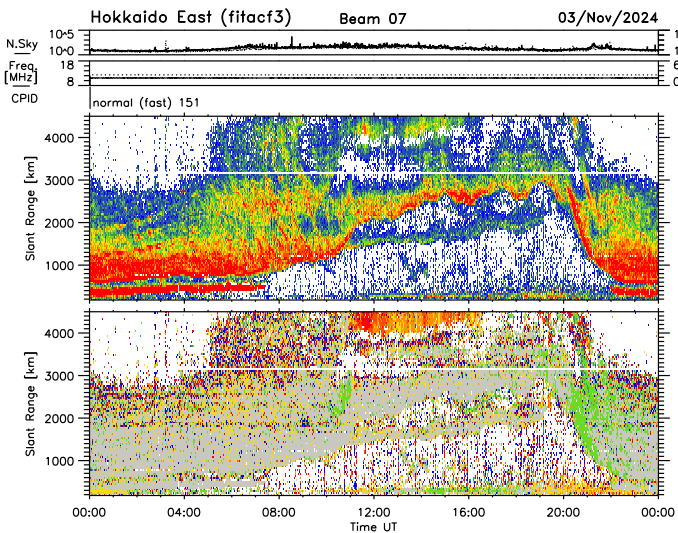 Hokkaido East (fitacf3) Beam 07 03/Nov/2024
N.Sky 10^5 10^0
Freq. [MHz] 18 8
CPID normal (fast) 151
Slant Range [km] 4000 3000 2000 1000
Slant Range [km] 4000 3000 2000 1000
00:00 04:00 08:00 12:00 16:00 20:00 00:00
Time UT